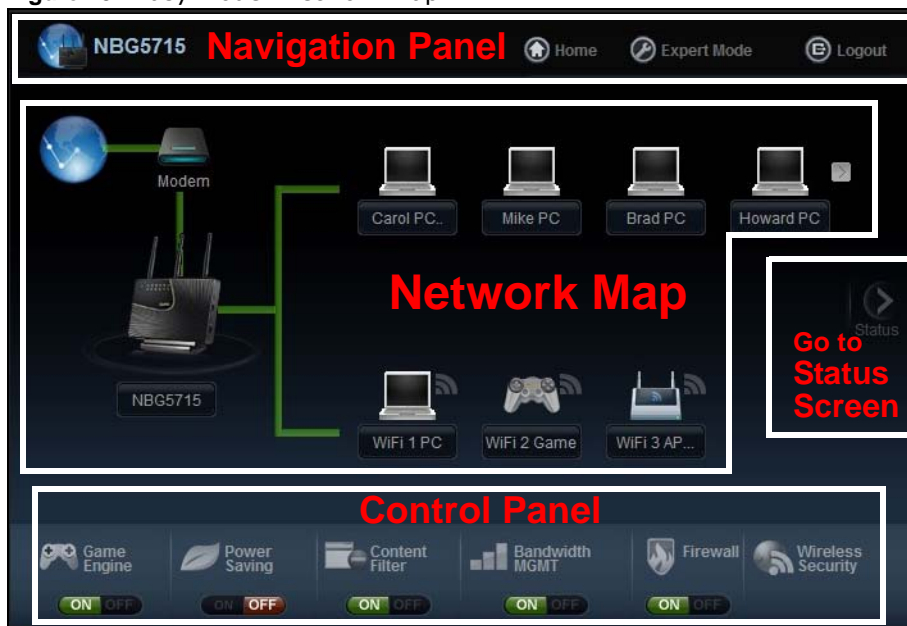 NBG5715 Navigation Panel Home Expert Mode Logout
Modem
Carol PC.. Mike PC Brad PC Howard PC
Network Map
Status
Go to
Status
Screen
NBG5715
WiFi 1 PC WiFi 2 Game WiFi 3 AP...
Control Panel
Game Engine
Power Saving
Content Filter
Bandwidth MGMT
Firewall
Wireless Security
ON OFF ON OFF ON OFF ON OFF ON OFF